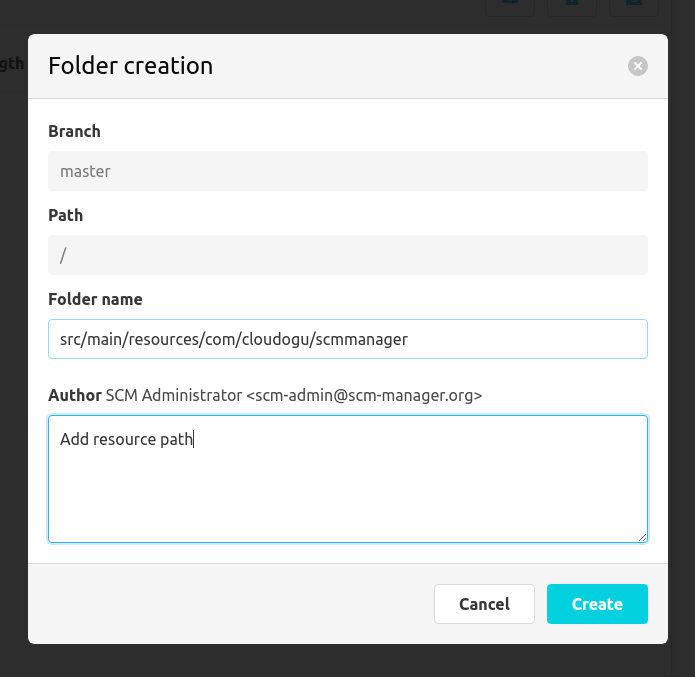 gth
Folder creation
Branch
master
Path
/
Folder name
src/main/resources/com/cloudogu/scmmanager
Author SCM Administrator <scm-admin@scm-manager.org>
Add resource path
Cancel
Create